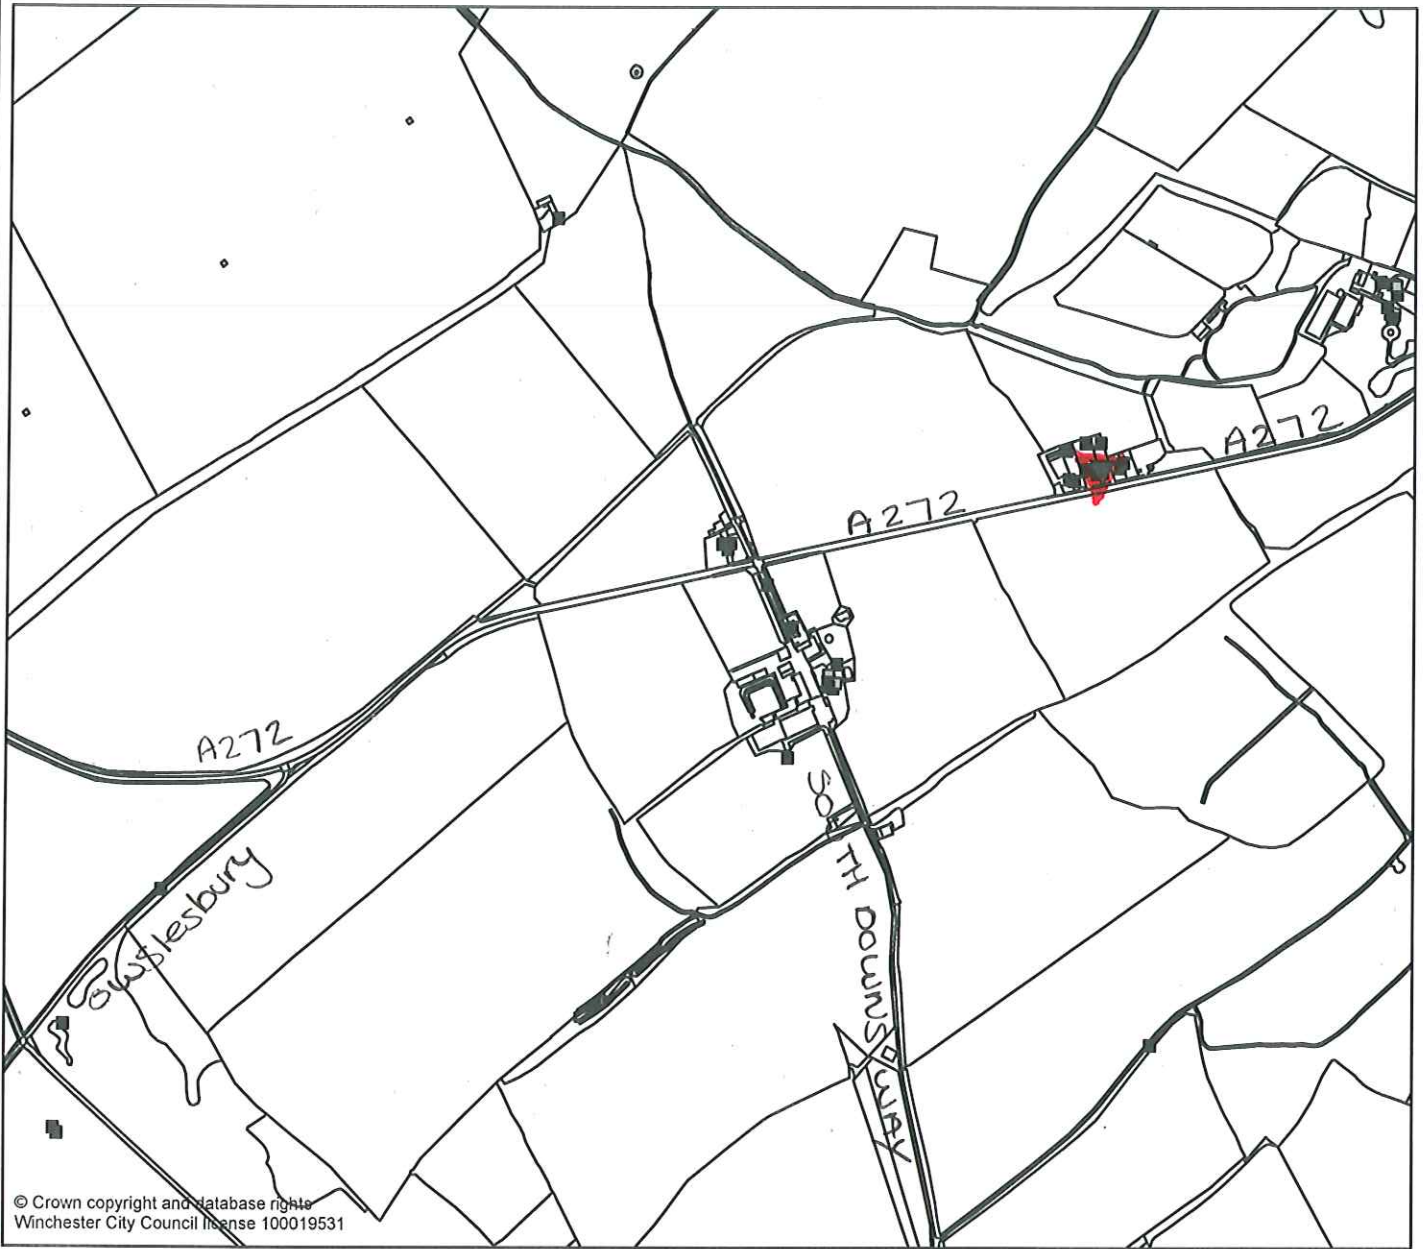 A272
A272
A272
owslesbury
SOUTH DOWNS WAY
© Crown copyright and database rights
Winchester City Council license 100019531